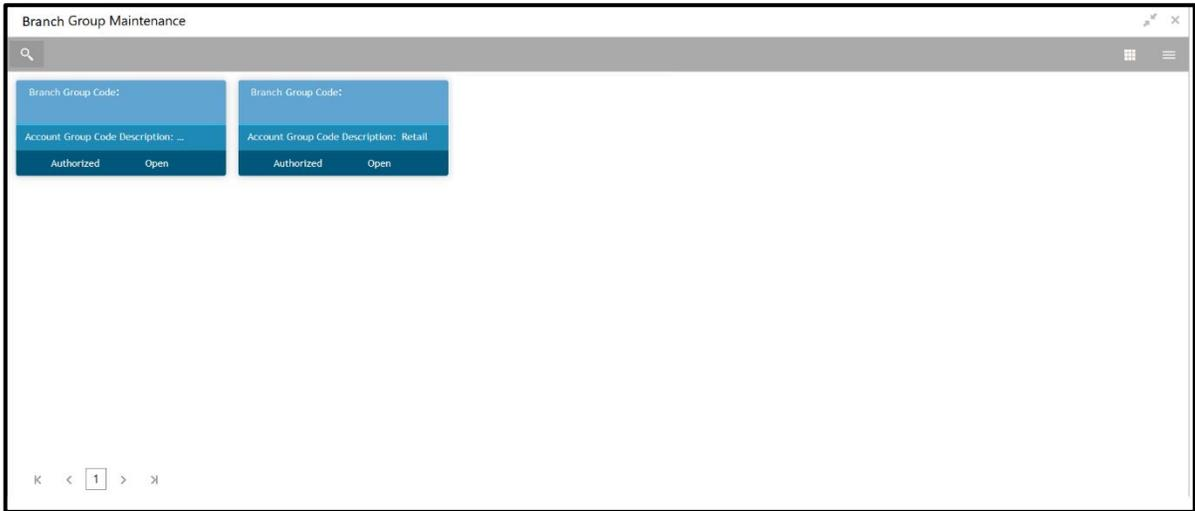 Branch Group Maintenance
Branch Group Code:
Account Group Code Description: ...
Authorized Open
Branch Group Code:
Account Group Code Description: Retail
Authorized Open
1